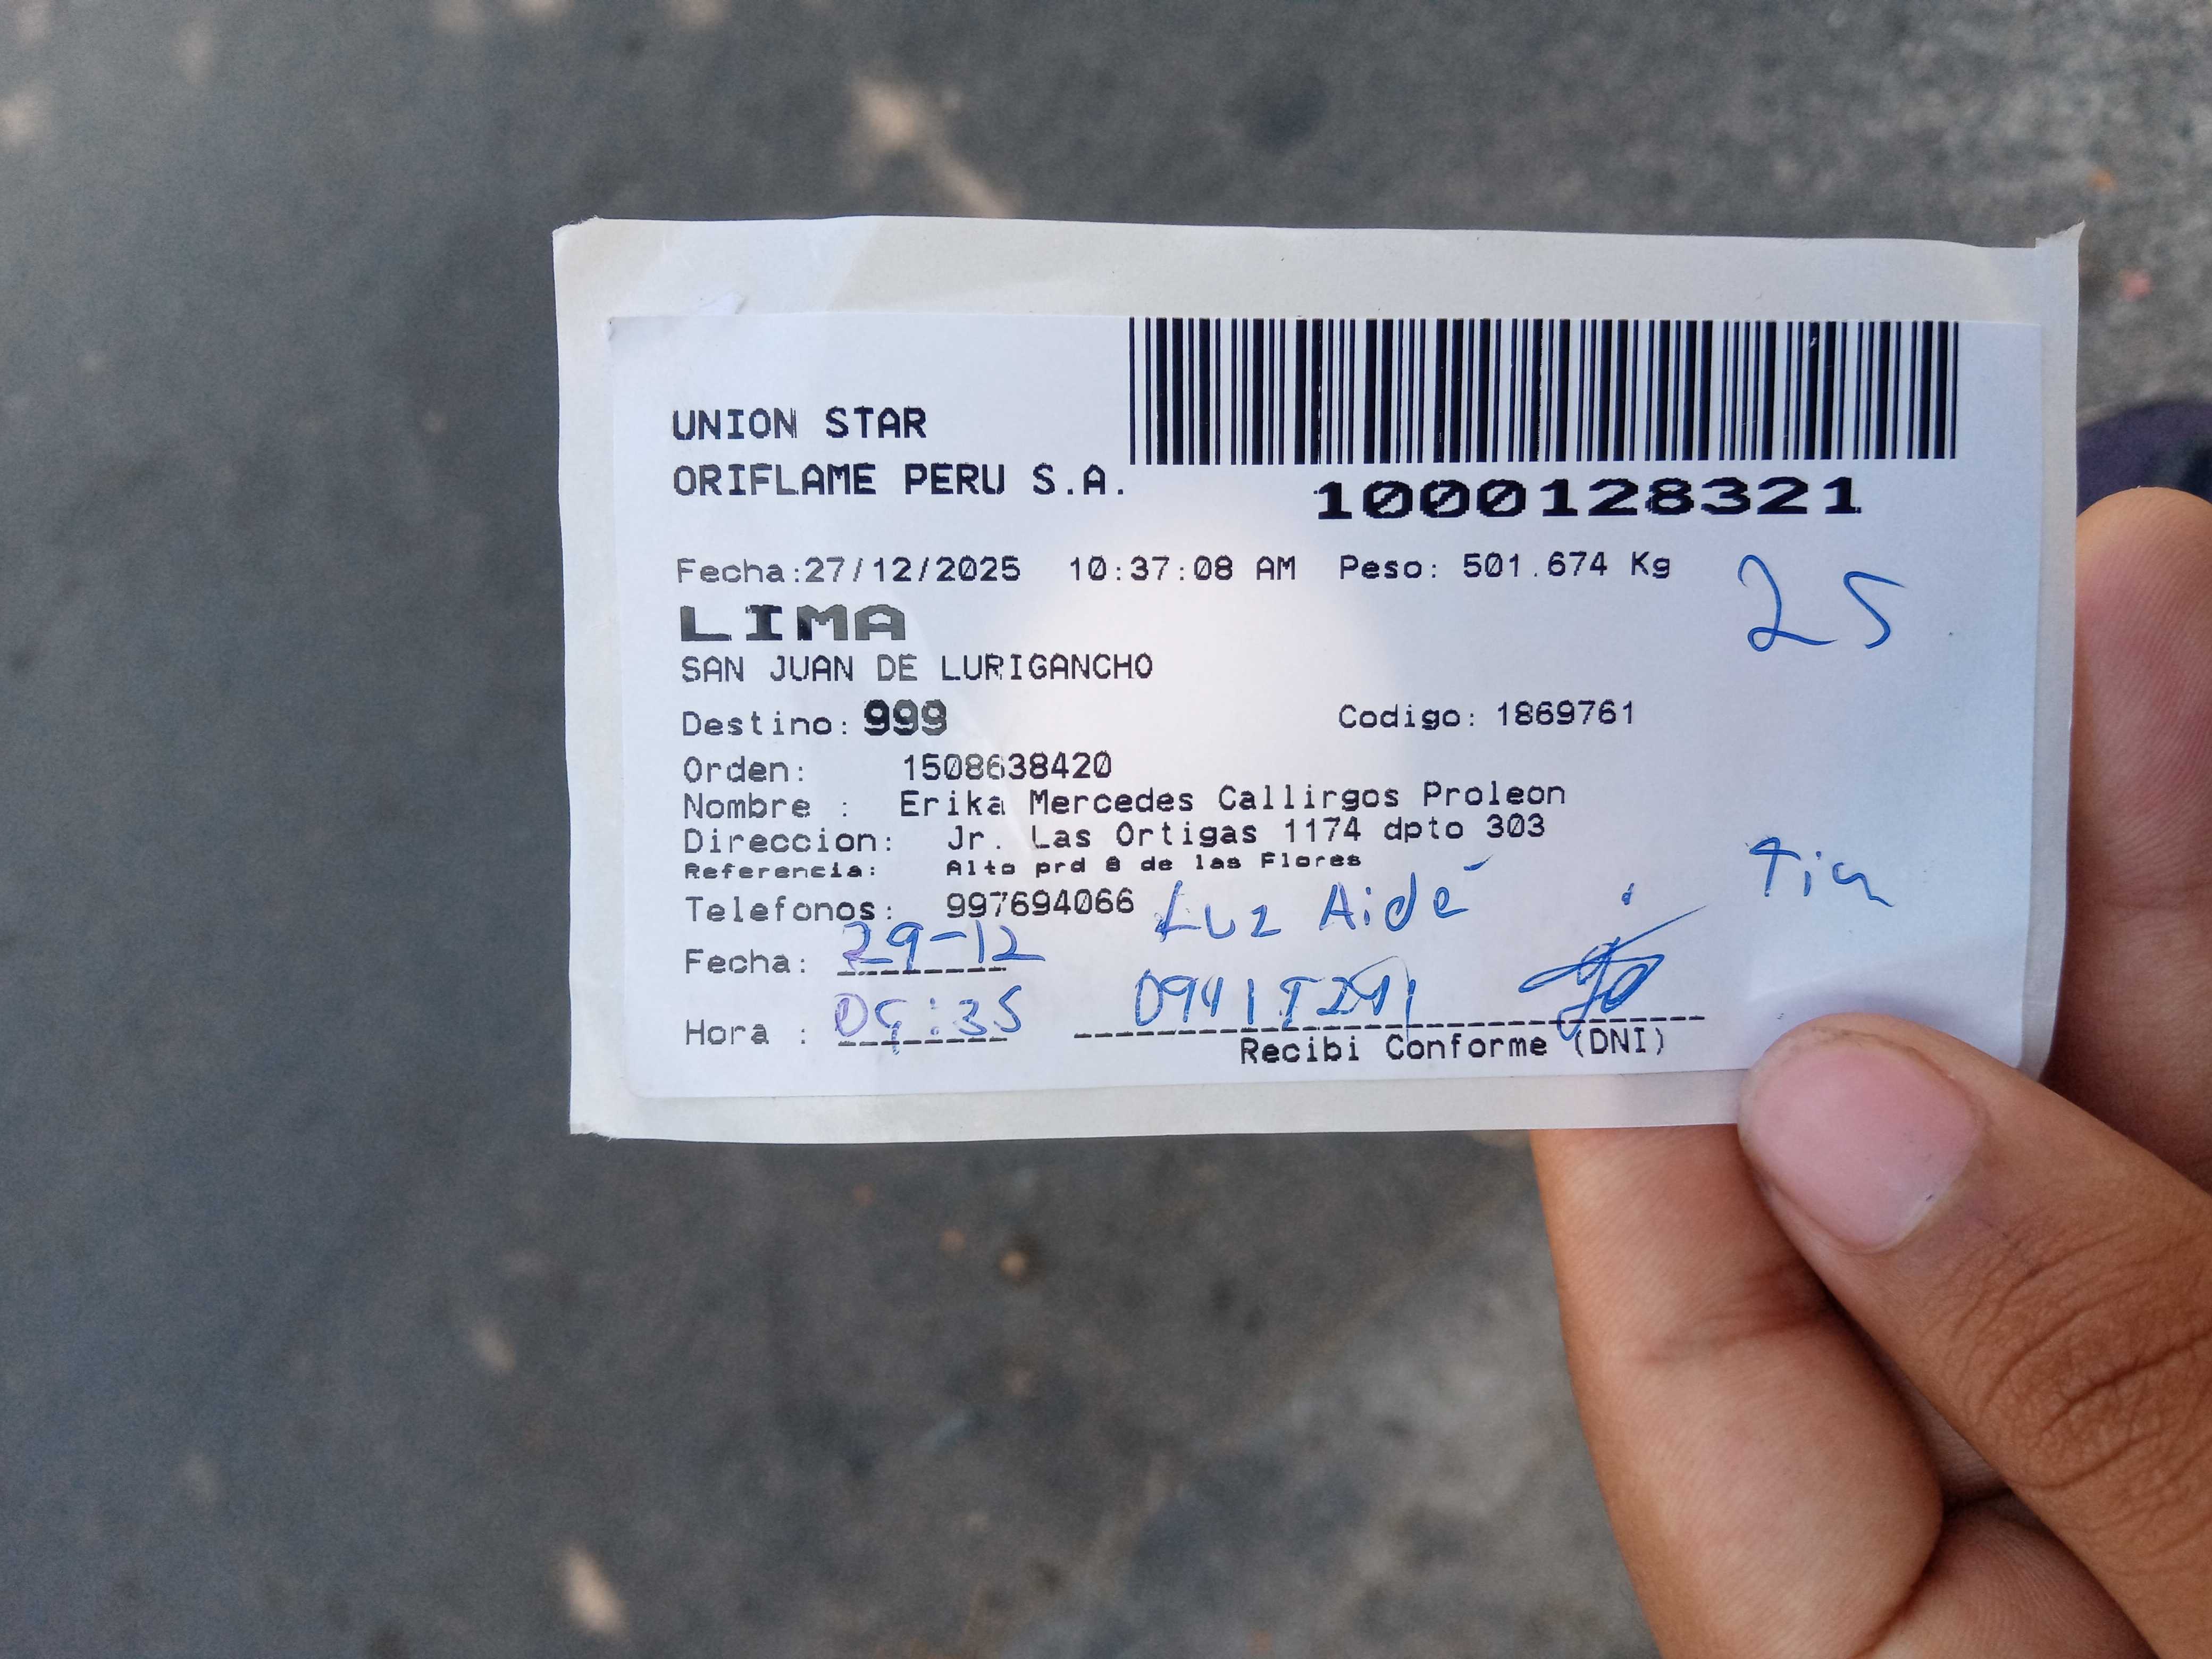 UNION STAR
ORIFLAME PERU S.A.
1000128321
Fecha:27/12/2025 10:37:08 AM Peso: 501.674 Kg
25
LIMA
SAN JUAN DE LURIGANCHO
Destino: 999 Codigo: 1869761
Orden: 1508638420
Nombre : Erika Mercedes Callirgos Proleon
Direccion: Jr. Las Ortigas 1174 dpto 303
Referencia: Alto prd 8 de las Flores
Tia
Telefonos: 997694066 Luz Aidé
Fecha: 29-12
Hora :
Recibi Conforme (DNI)